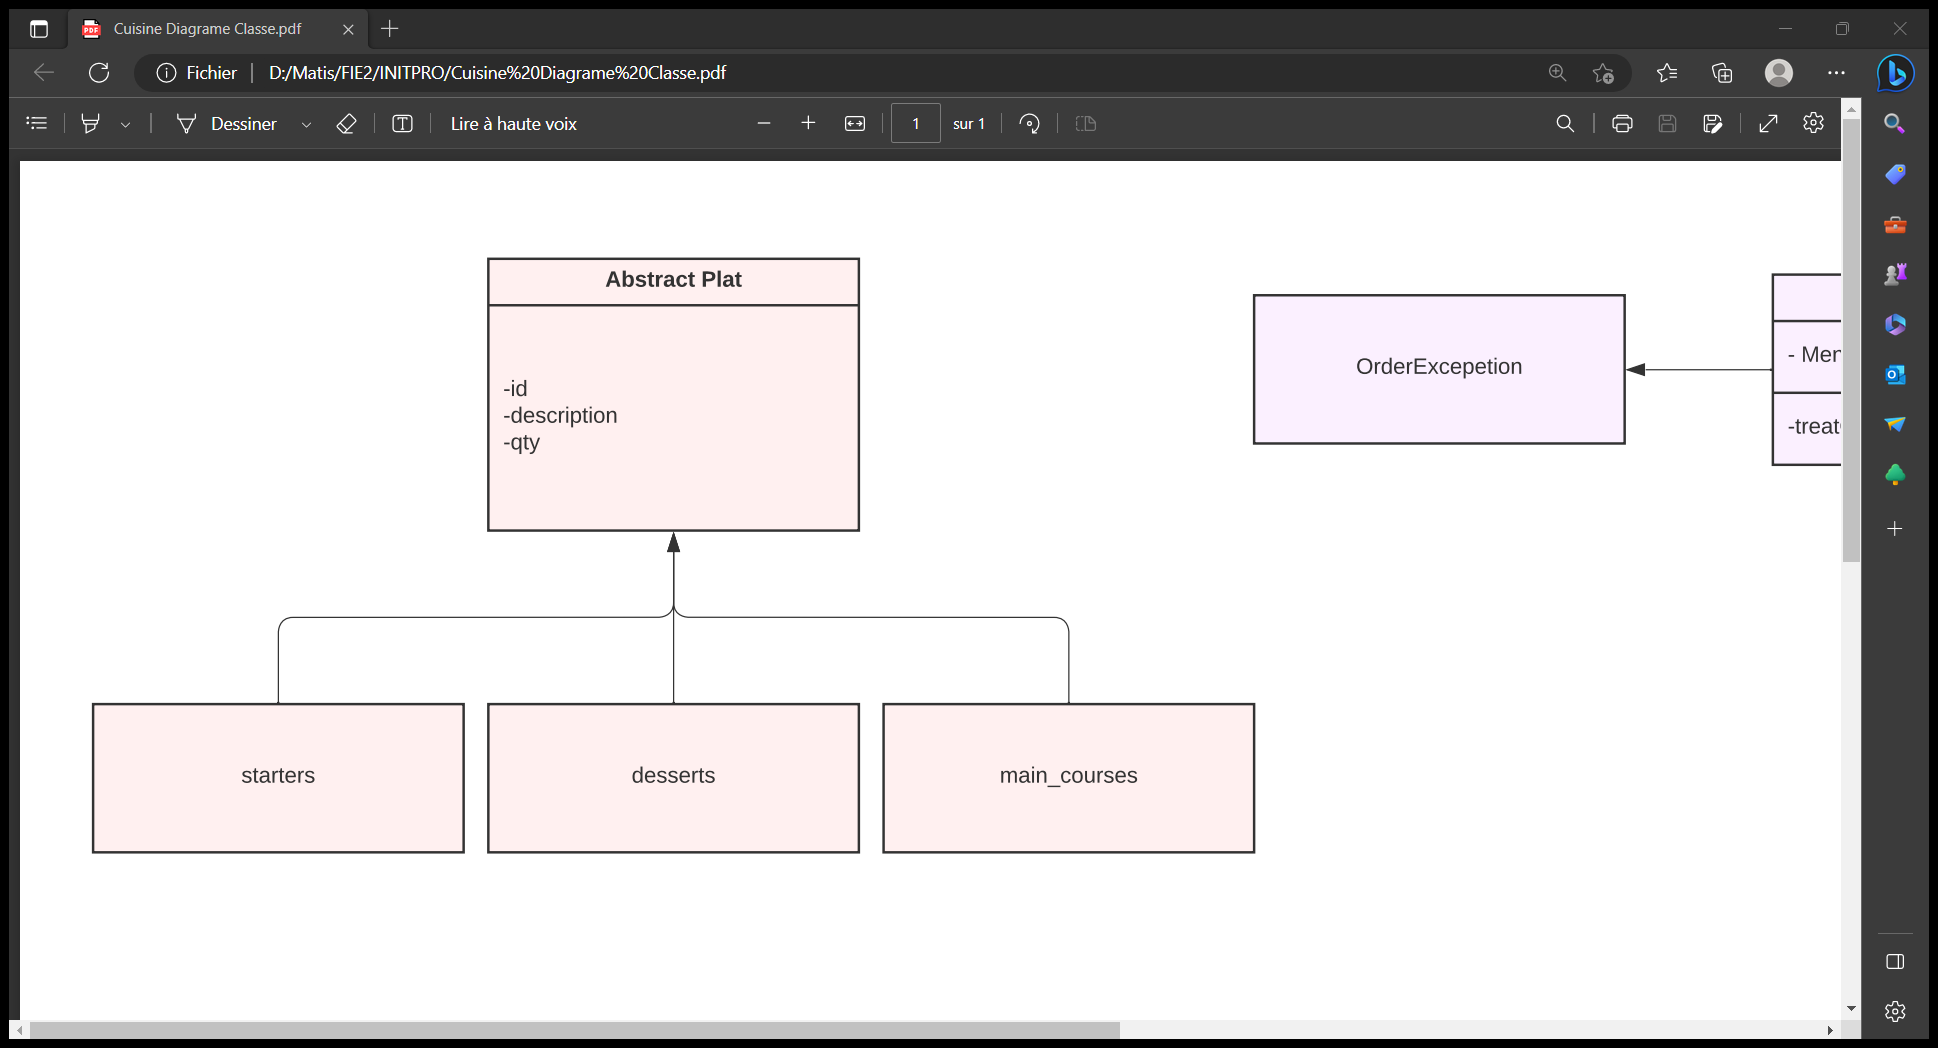 Cuisine Diagrame Classe.pdf
Fichier
D:/Matis/FIE2/INITPRO/Cuisine%20Diagrame%20Classe.pdf
Dessiner
Lire à haute voix
1
sur 1
Abstract Plat
-id
-description
-qty
OrderExcepetion
- Men
-treat
starters
desserts
main_courses